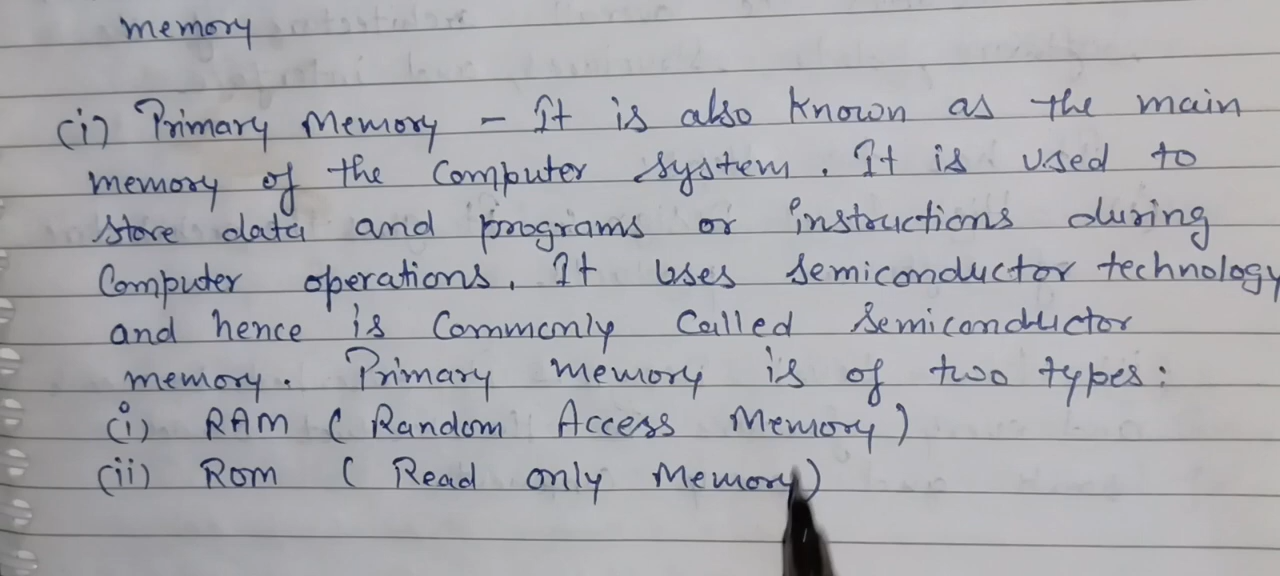 memory
(i) Primary Memory - It is also known as the main
memory of the Computer system. It is used to
store data and programs or instructions during
Computer operations. It uses semiconductor technology
and hence is Commonly Called semiconductor
memory. Primary memory is of two types:
(i) RAM (Random Access Memory)
(ii) Rom (Read only Memory)